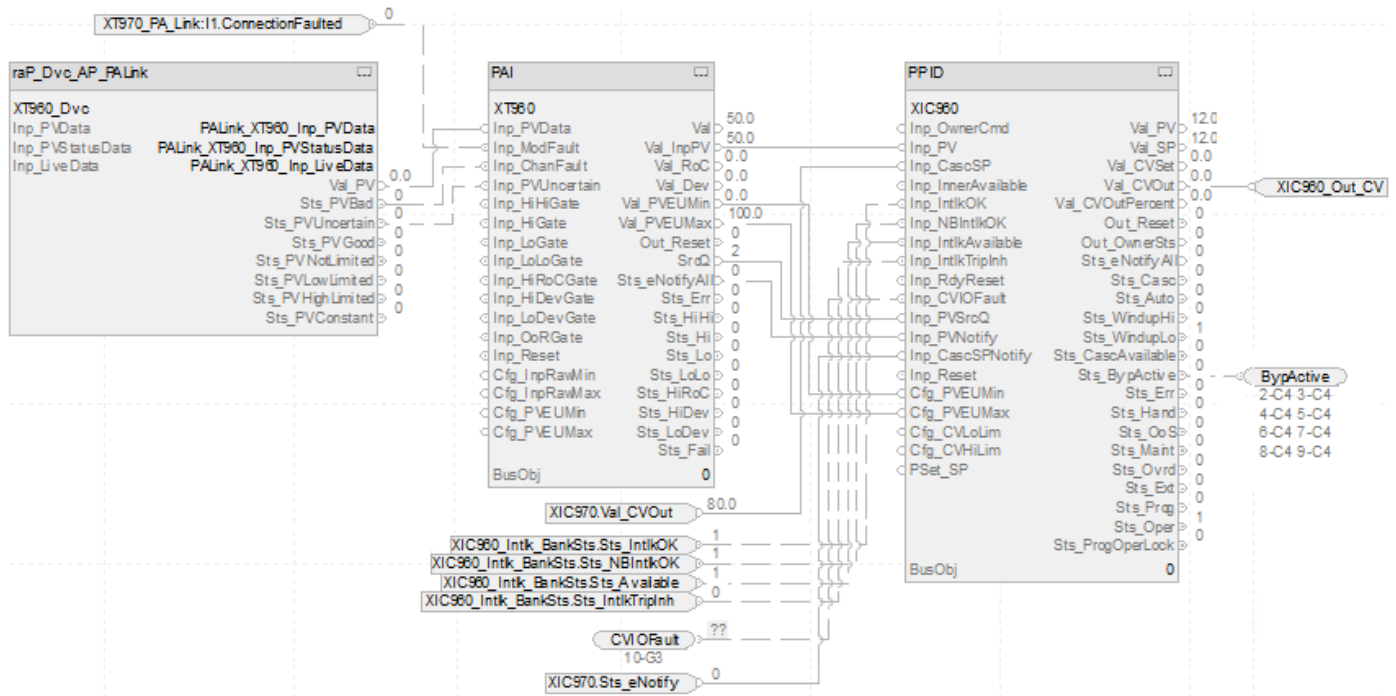 XT970_PA_Link:I1.ConnectionFaulted
0
raP_Dvc_AP_PALink
XT960_Dvc
Inp_PVData PALink_XT960_Inp_PVData
Inp_PVStatusData PALink_XT960_Inp_PVStatusData
Inp_LiveData PALink_XT960_Inp_LiveData
Val_PV 0.0
Sts_PVBad 0
Sts_PVUncertain 0
Sts_PVGood 0
Sts_PVNotLimited 0
Sts_PVLowLimited 0
Sts_PVHighLimited 0
Sts_PVConstant 0
PAI
XT960
Inp_PVData Val 50.0
Inp_ModFault Val_InpPV 50.0
Inp_ChanFault Val_RoC 0.0
Inp_PVUncertain Val_Dev 0.0
Inp_HiHiGate Val_PVEUMin 0.0
Inp_HiGate Val_PVEUMax 100.0
Inp_LoGate Out_Reset 0
Inp_LoLoGate SrcQ 2
Inp_HiRoCGate Sts_eNotifyAll 0
Inp_HiDevGate Sts_Err 0
Inp_LoDevGate Sts_HiHi 0
Inp_OoRGate Sts_Hi 0
Inp_Reset Sts_Lo 0
Cfg_InpRawMin Sts_LoLo 0
Cfg_InpRawMax Sts_HiRoC 0
Cfg_PVEUMin Sts_HiDev 0
Cfg_PVEUMax Sts_LoDev 0
Sts_Fail 0
BusObj 0
XIC970.Val_CVOut 80.0
XIC960_Intlk_BankSts.Sts_IntlkOK 1
XIC960_Intlk_BankSts.Sts_NBIntlkOK 1
XIC960_Intlk_BankSts.Sts_Available 1
XIC960_Intlk_BankSts.Sts_IntlkTripInh 0
CVIOFault ??
10-G3
XIC970.Sts_eNotify 0
PPID
XIC960
Inp_OwnerCmd Val_PV 12.0
Inp_PV Val_SP 12.0
Inp_CascSP Val_CVSet 0.0
Inp_InnerAvailable Val_CVOut 0.0
Inp_IntlkOK Val_CVOutPercent 0.0
Inp_NBIntlkOK Out_Reset 0
Inp_IntlkAvailable Out_OwnerSts 0
Inp_IntlkTripInh Sts_eNotifyAll 0
Inp_RdyReset Sts_Casc 0
Inp_CVIOFault Sts_Auto 0
Inp_PVSrcQ Sts_WindupHi 0
Inp_PVNotify Sts_WindupLo 1
Inp_CascSPNotify Sts_CascAvailable 0
Inp_Reset Sts_BypActive 0
Cfg_PVEUMin Sts_Err 0
Cfg_PVEUMax Sts_Hand 0
Cfg_CVLoLim Sts_OoS 0
Cfg_CVHiLim Sts_Maint 0
PSet_SP Sts_Ovrd 0
Sts_Ext 0
Sts_Prog 0
Sts_Oper 1
Sts_ProgOperLock 0
BusObj 0
XIC960_Out_CV
BypActive
2-C4 3-C4
4-C4 5-C4
6-C4 7-C4
8-C4 9-C4